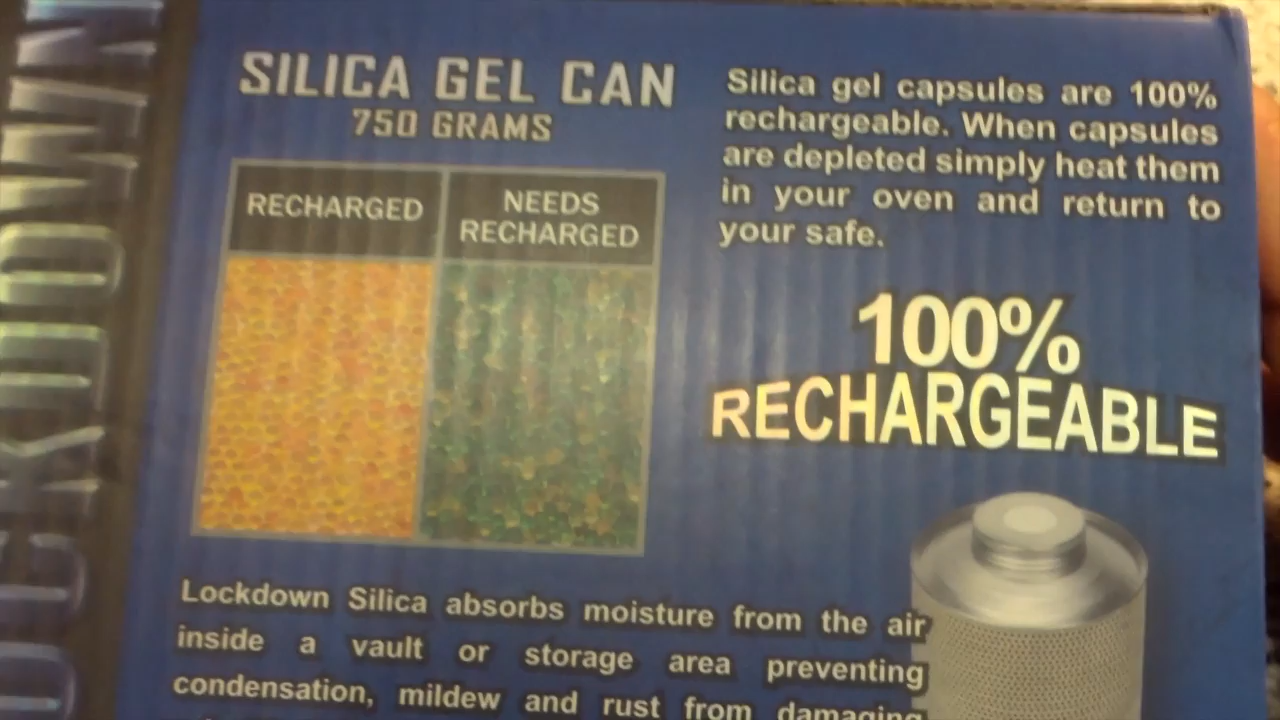 SILICA GEL CAN
750 GRAMS
RECHARGED
NEEDS
RECHARGED
Silica gel capsules are 100%
rechargeable. When capsules
are depleted simply heat them
in your oven and return to
your safe.
100%
RECHARGEABLE
Lockdown Silica absorbs moisture from the air
inside a vault or storage area preventing
condensation, mildew and rust from damaging
LOCKDOWN